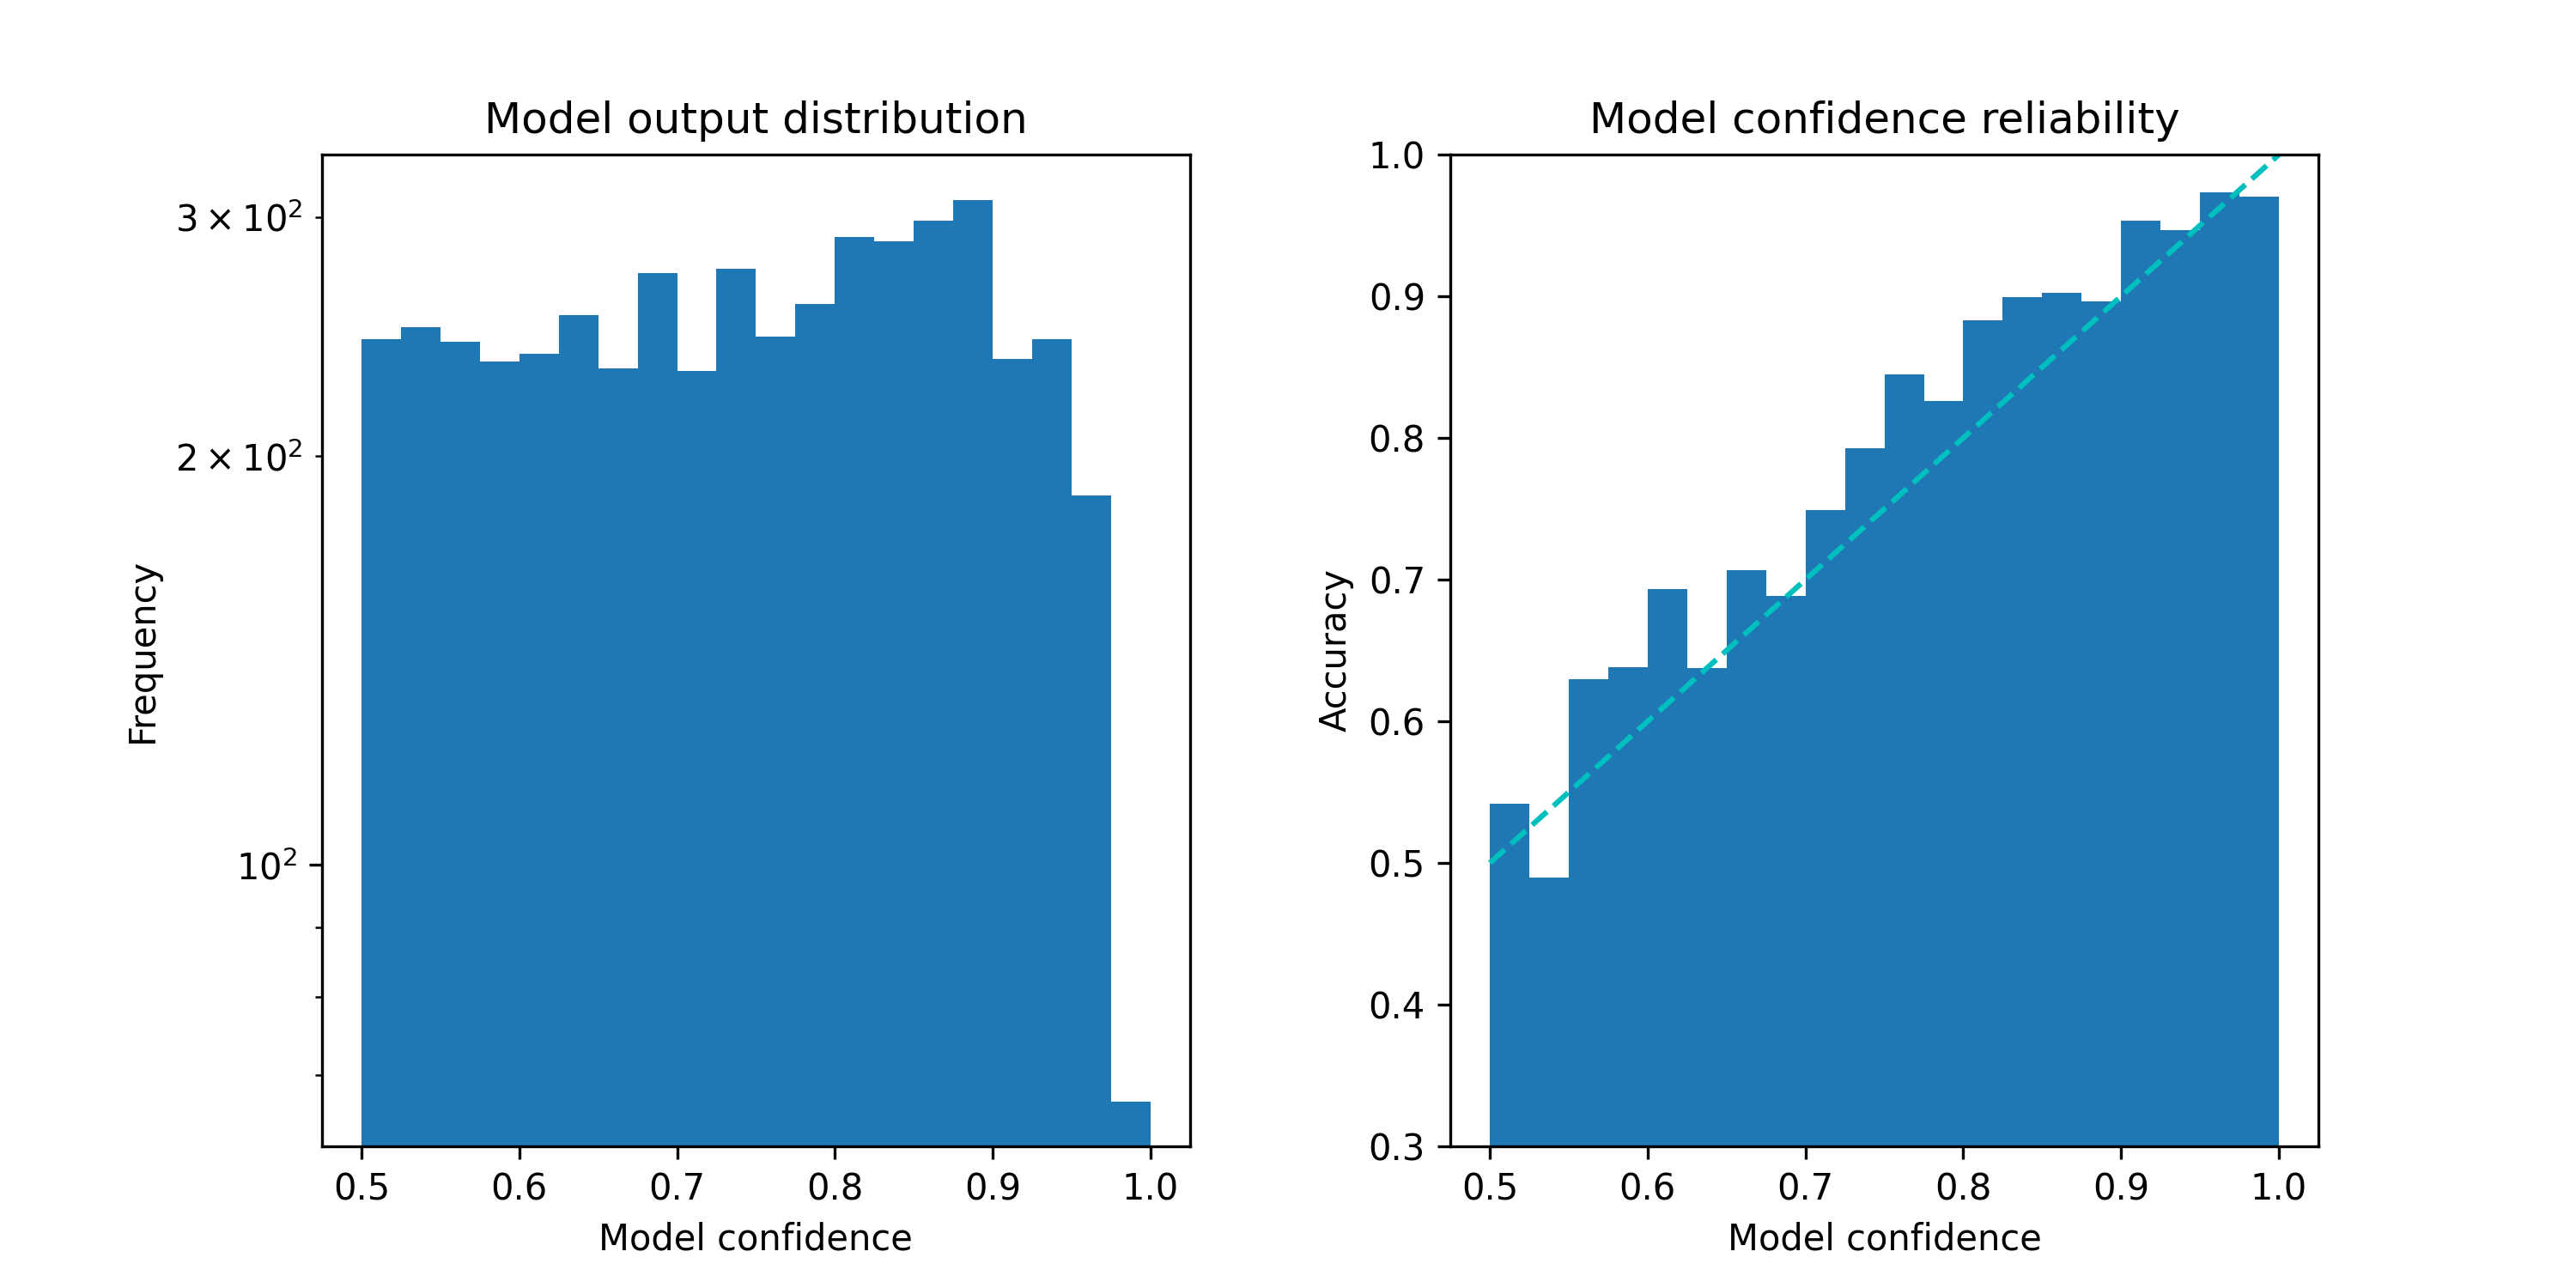 Model output distribution
3 × 10²
2 × 10²
10²
Frequency
0.5 0.6 0.7 0.8 0.9 1.0
Model confidence
Model confidence reliability
1.0
0.9
0.8
0.7
0.6
0.5
0.4
0.3
Accuracy
0.5 0.6 0.7 0.8 0.9 1.0
Model confidence